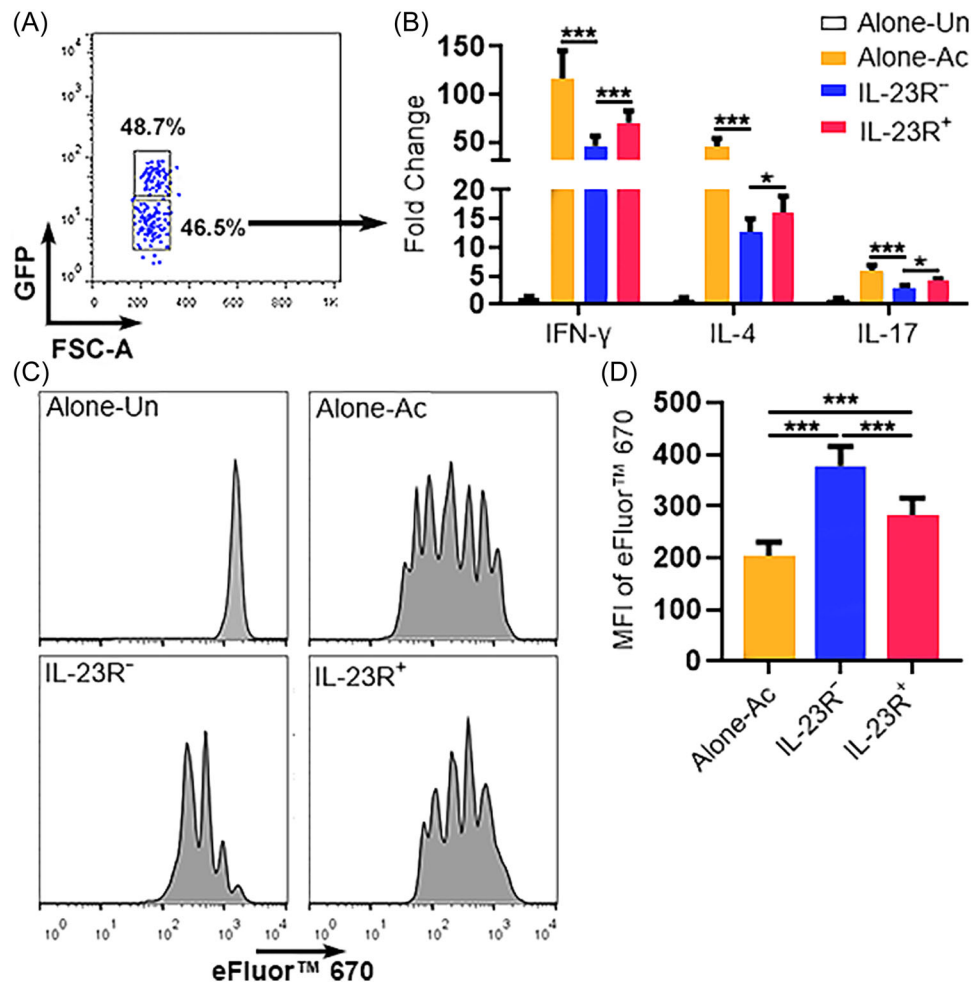 (A)
10⁴
10³
10²
10¹
10⁰
48.7%
46.5%
GFP
0 200 400 600 800 1K
FSC-A
(B)
Fold Change
150
100
50
20
15
10
5
0
*** *** *** * *** *
IFN-γ IL-4 IL-17
Alone-Un
Alone-Ac
IL-23R⁻
IL-23R⁺
(C)
Alone-Un
Alone-Ac
IL-23R⁻
IL-23R⁺
10⁰ 10¹ 10² 10³ 10⁴
10⁰ 10¹ 10² 10³ 10⁴
eFluor™ 670
(D)
MFI of eFluor™ 670
500
400
300
200
100
0
***
*** ***
Alone-Ac
IL-23R⁻
IL-23R⁺